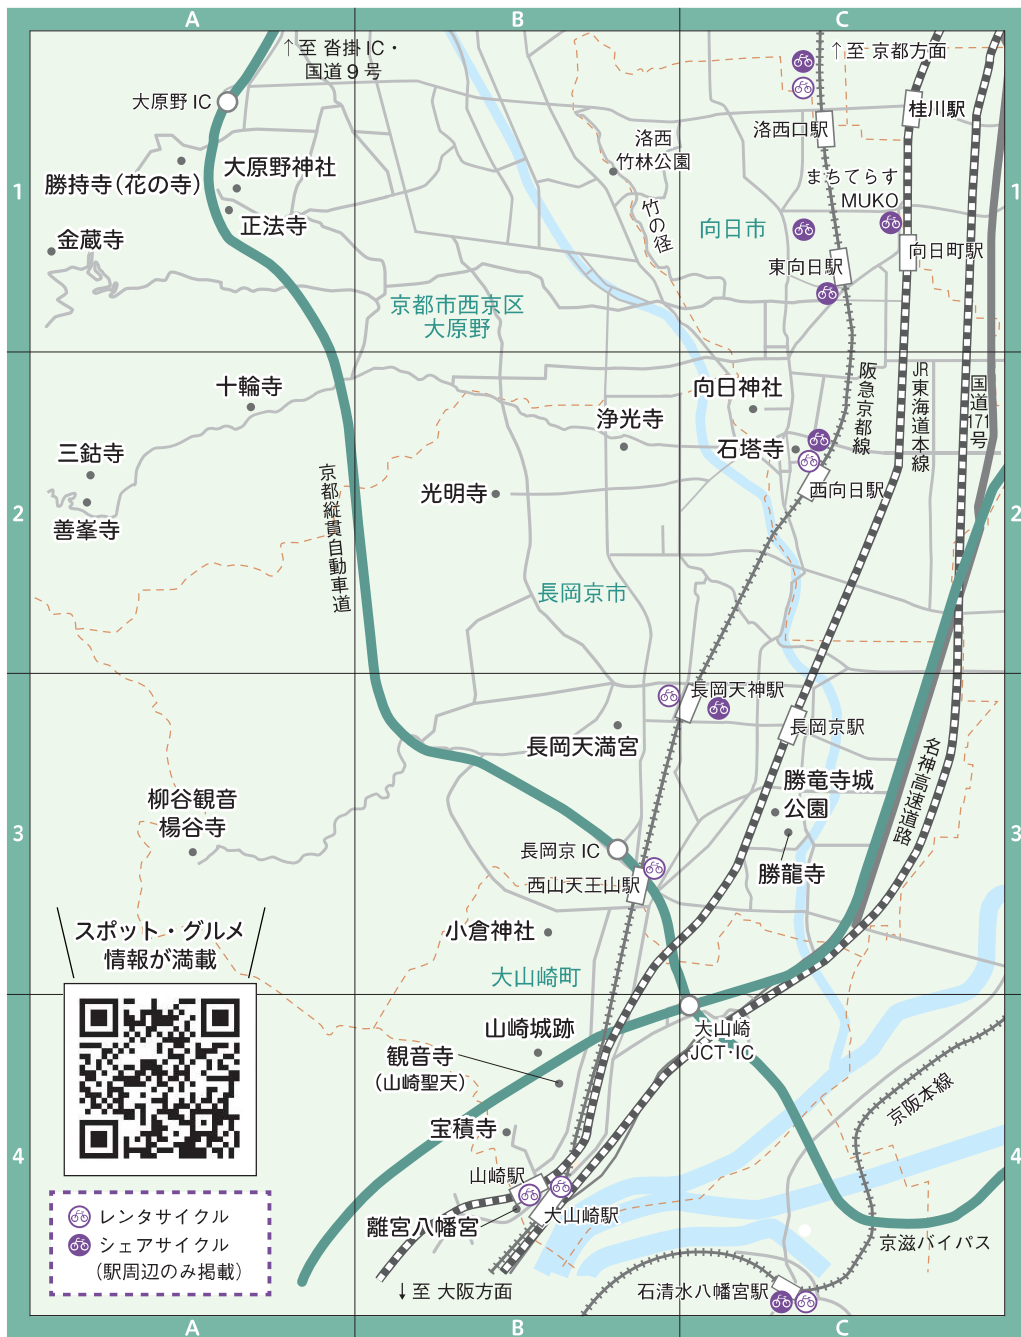 A
B
C
↑至 沓掛IC・
国道9号
↑至 京都方面
大原野IC
桂川駅
洛西口駅
洛西
竹林公園
大原野神社
勝持寺(花の寺)
まちてらす
MUKO
1
1
竹の径
向日市
正法寺
金蔵寺
向日町駅
東向日駅
京都市西京区
大原野
十輪寺
向日神社
阪急京都線
JR東海道本線
国道171号
浄光寺
石塔寺
三鈷寺
京都縦貫自動車道
光明寺
西向日駅
2
2
善峯寺
長岡京市
長岡天神駅
長岡京駅
長岡天満宮
名神高速道路
勝竜寺城
公園
柳谷観音
楊谷寺
3
3
長岡京IC
勝龍寺
西山天王山駅
スポット・グルメ
情報が満載
小倉神社
大山崎町
山崎城跡
大山崎
JCT・IC
観音寺
(山崎聖天)
京阪本線
宝積寺
4
4
山崎駅
レンタサイクル
大山崎駅
離宮八幡宮
シェアサイクル
京滋バイパス
(駅周辺のみ掲載)
↓至 大阪方面
石清水八幡宮駅
A
B
C